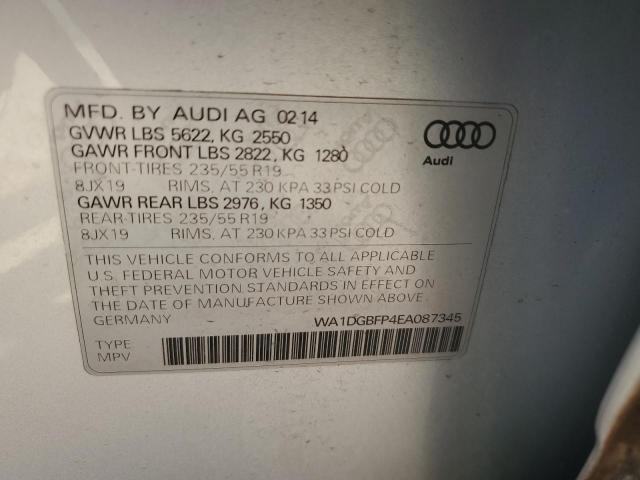 MFD. BY AUDI AG 02 14
GVWR LBS 5622, KG 2550
GAWR FRONT LBS 2822, KG 1280
FRONT-TIRES 235/55 R19
8JX19 RIMS, AT 230 KPA 33 PSI COLD
GAWR REAR LBS 2976, KG 1350
REAR-TIRES 235/55 R19
8JX19 RIMS, AT 230 KPA 33 PSI COLD
Audi
THIS VEHICLE CONFORMS TO ALL APPLICABLE
U.S. FEDERAL MOTOR VEHICLE SAFETY AND
THEFT PREVENTION STANDARDS IN EFFECT ON
THE DATE OF MANUFACTURE SHOWN ABOVE.
GERMANY WA1DGBFP4EA087345
TYPE
MPV